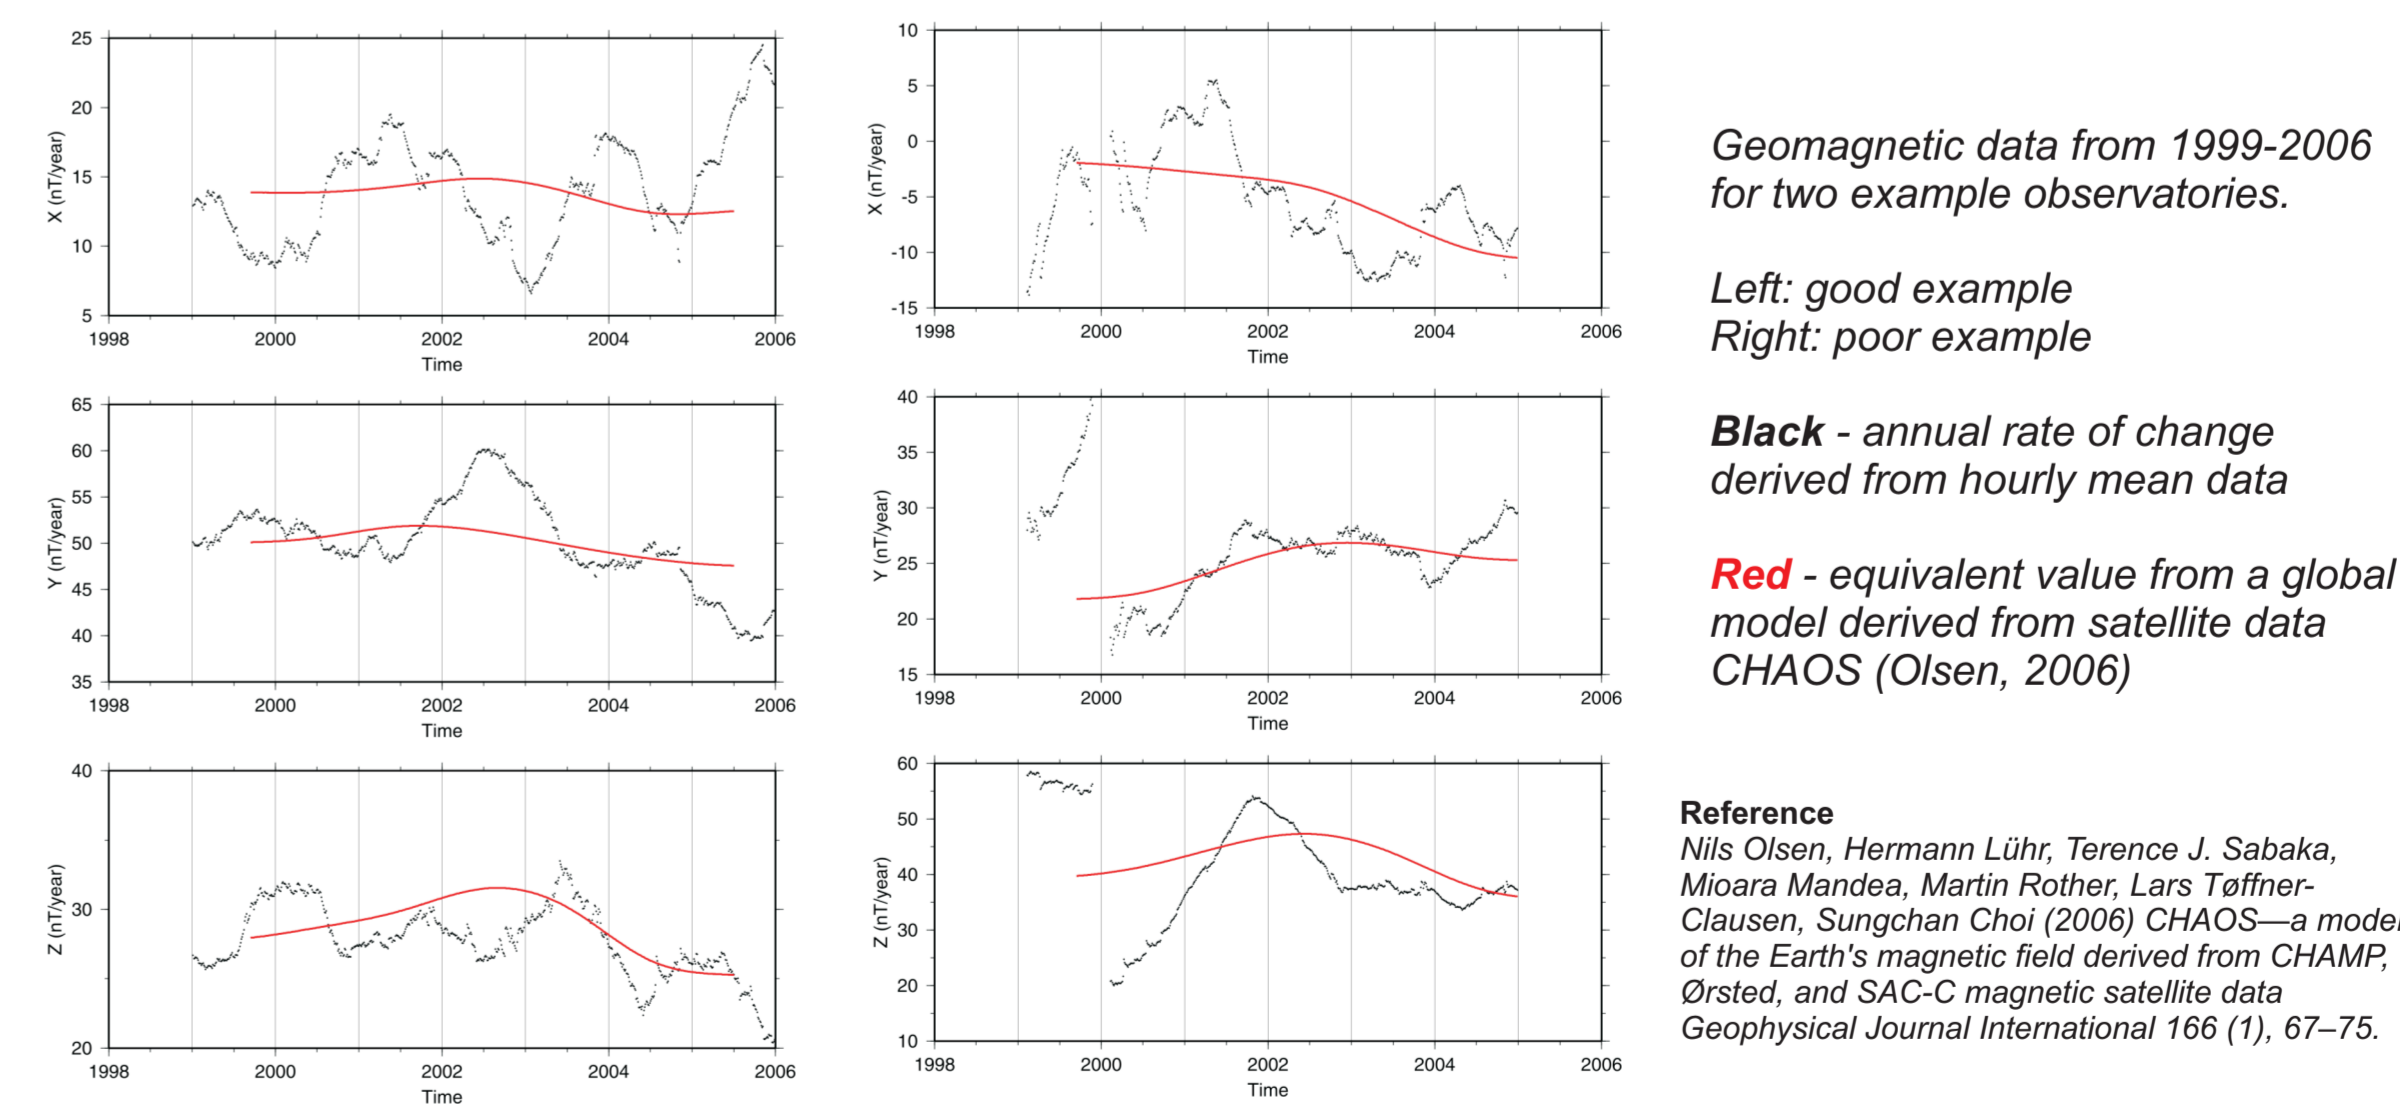 25
20
15
10
5
X (nT/year)
1998
2000
2002
2004
2006
Time
10
5
0
-5
-10
-15
X (nT/year)
1998
2000
2002
2004
2006
Time
65
60
55
50
45
40
35
Y (nT/year)
1998
2000
2002
2004
2006
Time
40
35
30
25
20
15
Y (nT/year)
1998
2000
2002
2004
2006
Time
40
30
20
Z (nT/year)
1998
2000
2002
2004
2006
Time
60
50
40
30
20
10
Z (nT/year)
1998
2000
2002
2004
2006
Time
Geomagnetic data from 1999-2006
for two example observatories.
Left: good example
Right: poor example
Black - annual rate of change
derived from hourly mean data
Red - equivalent value from a global
model derived from satellite data
CHAOS (Olsen, 2006)
Reference
Nils Olsen, Hermann Lühr, Terence J. Sabaka,
Mioara Mandea, Martin Rother, Lars Tøffner-
Clausen, Sungchan Choi (2006) CHAOS—a model
of the Earth's magnetic field derived from CHAMP,
Ørsted, and SAC-C magnetic satellite data
Geophysical Journal International 166 (1), 67–75.